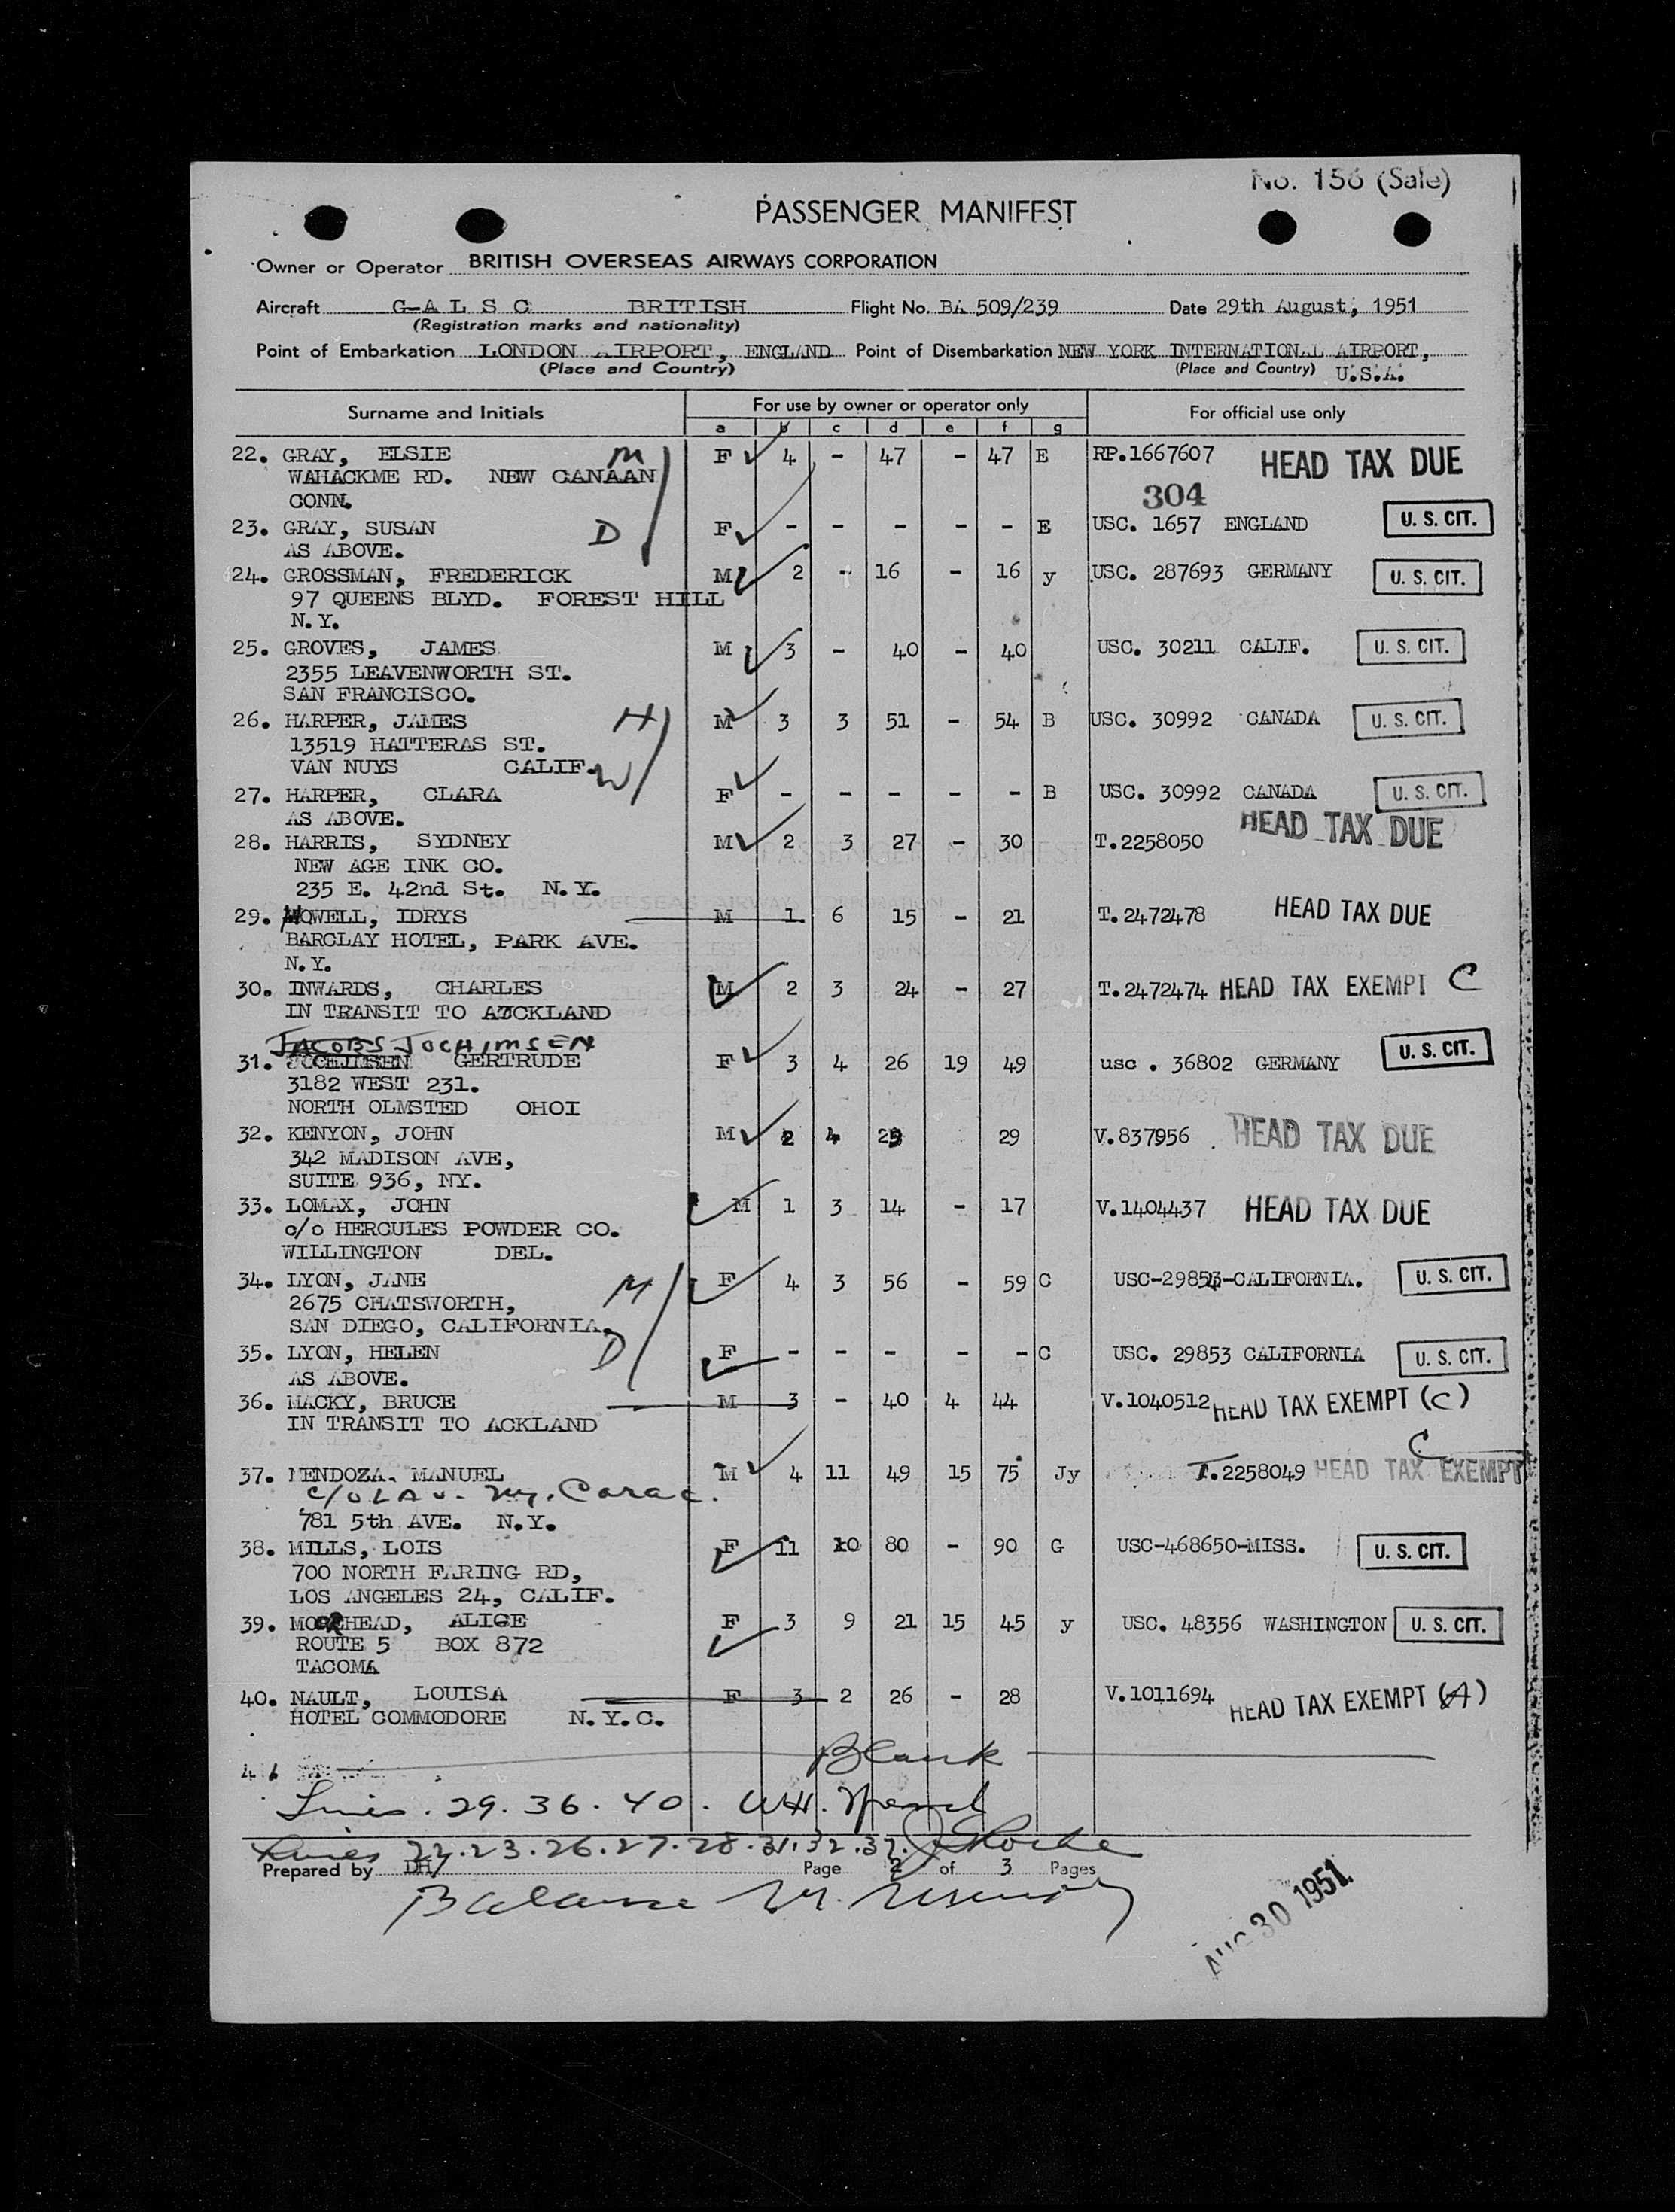 No. 156 (Sale)
PASSENGER MANIFEST
Owner or Operator BRITISH OVERSEAS AIRWAYS CORPORATION
Aircraft G-A L S C BRITISH Flight No. BA 509/239 Date 29th August, 1951
(Registration marks and nationality)
Point of Embarkation LONDON AIRPORT, ENGLAND Point of Disembarkation NEW YORK INTERNATIONAL AIRPORT,
(Place and Country) (Place and Country) U.S.A.
Surname and Initials For use by owner or operator only For official use only
a b c d e f g
22. GRAY, ELSIE M F 4 - 47 - 47 E RP.1667607 HEAD TAX DUE
WAHACKME RD. NEW CANAAN
CONN. 304
23. GRAY, SUSAN D F - - - - - E USC. 1657 ENGLAND U. S. CIT.
AS ABOVE.
24. GROSSMAN, FREDERICK M 2 - 16 - 16 y USC. 287693 GERMANY U. S. CIT.
97 QUEENS BLYD. FOREST HILL
N.Y.
25. GROVES, JAMES M 3 - 40 - 40 USC. 30211 CALIF. U. S. CIT.
2355 LEAVENWORTH ST.
SAN FRANCISCO.
26. HARPER, JAMES H M 3 3 51 - 54 B USC. 30992 CANADA U. S. CIT.
13519 HATTERAS ST.
VAN NUYS CALIF. W
27. HARPER, CLARA F - - - - - B USC. 30992 CANADA U. S. CIT.
AS ABOVE.
28. HARRIS, SYDNEY M 2 3 27 - 30 T.2258050 HEAD TAX DUE
NEW AGE INK CO.
235 E. 42nd St. N.Y.
29. HOWELL, IDRYS M 1 6 15 - 21 T.2472478 HEAD TAX DUE
BARCLAY HOTEL, PARK AVE.
N.Y.
30. INWARDS, CHARLES M 2 3 24 - 27 T.2472474 HEAD TAX EXEMPT C
IN TRANSIT TO AUCKLAND
JACOBS JOCHIMSEN
31. GERTRUDE F 3 4 26 19 49 usc . 36802 GERMANY U. S. CIT.
3182 WEST 231.
NORTH OLMSTED OHOI
32. KENYON, JOHN M 2 4 29 29 V.837956 HEAD TAX DUE
342 MADISON AVE,
SUITE 936, NY.
33. LOMAX, JOHN M 1 3 14 - 17 V.1404437 HEAD TAX DUE
c/o HERCULES POWDER CO.
WILLINGTON DEL.
34. LYON, JANE M F 4 3 56 - 59 C USC-29853-CALIFORNIA. U. S. CIT.
2675 CHATSWORTH,
SAN DIEGO, CALIFORNIA,
35. LYON, HELEN D F - - - - - C USC. 29853 CALIFORNIA U. S. CIT.
AS ABOVE.
36. MACKY, BRUCE M 3 - 40 4 44 V.1040512 HEAD TAX EXEMPT (C)
IN TRANSIT TO ACKLAND
37. MENDOZA. MANUEL M 4 11 49 15 75 Jy T.2258049 HEAD TAX EXEMPT C
c/o LAV.
781 5th AVE. N.Y.
38. MILLS, LOIS F 11 10 80 - 90 G USC-468650-MISS. U. S. CIT.
700 NORTH FARING RD,
LOS ANGELES 24, CALIF.
39. MOORHEAD, ALICE F 3 9 21 15 45 y USC. 48356 WASHINGTON U. S. CIT.
ROUTE 5 BOX 872
TACOMA
40. NAULT, LOUISA F 3 2 26 - 28 V.1011694 HEAD TAX EXEMPT (A)
HOTEL COMMODORE N.Y.C.
41 Blank
Lines . 29. 36. 40. WH.
Lines 22.23.26.27.28.31.32.37.
Prepared by DH/ Page 2 of 3 Pages
Balance
AUG 30 1951